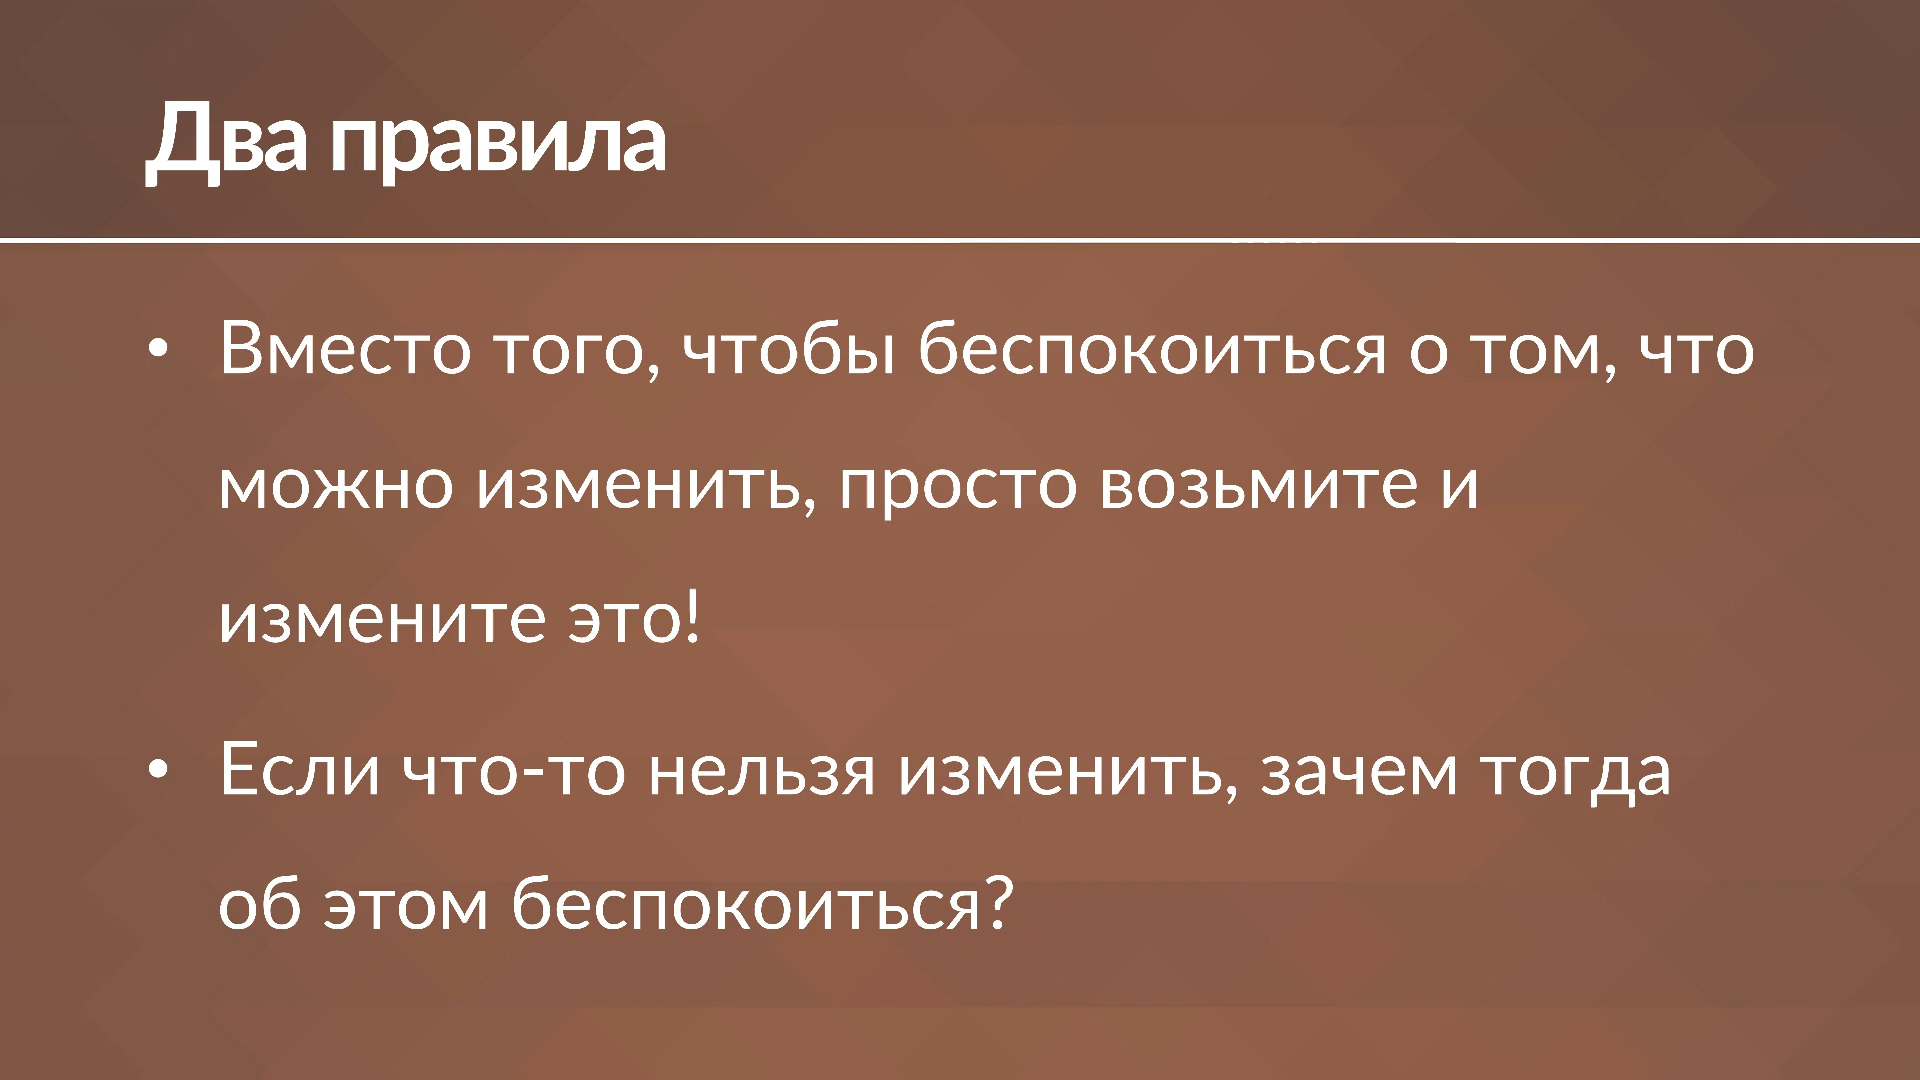 Два правила
• Вместо того, чтобы беспокоиться о том, что
можно изменить, просто возьмите и
измените это!
• Если что-то нельзя изменить, зачем тогда
об этом беспокоиться?